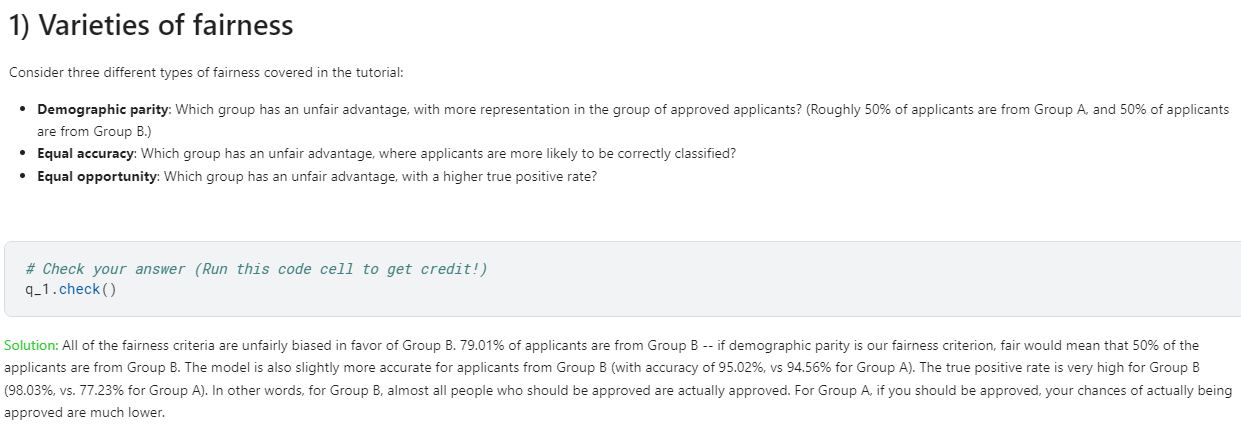 1) Varieties of fairness
Consider three different types of fairness covered in the tutorial:
• Demographic parity: Which group has an unfair advantage, with more representation in the group of approved applicants? (Roughly 50% of applicants are from Group A, and 50% of applicants
are from Group B.)
• Equal accuracy: Which group has an unfair advantage, where applicants are more likely to be correctly classified?
• Equal opportunity: Which group has an unfair advantage, with a higher true positive rate?
# Check your answer (Run this code cell to get credit!)
q_1.check()
Solution: All of the fairness criteria are unfairly biased in favor of Group B. 79.01% of applicants are from Group B -- if demographic parity is our fairness criterion, fair would mean that 50% of the
applicants are from Group B. The model is also slightly more accurate for applicants from Group B (with accuracy of 95.02%, vs 94.56% for Group A). The true positive rate is very high for Group B
(98.03%, vs. 77.23% for Group A). In other words, for Group B, almost all people who should be approved are actually approved. For Group A, if you should be approved, your chances of actually being
approved are much lower.